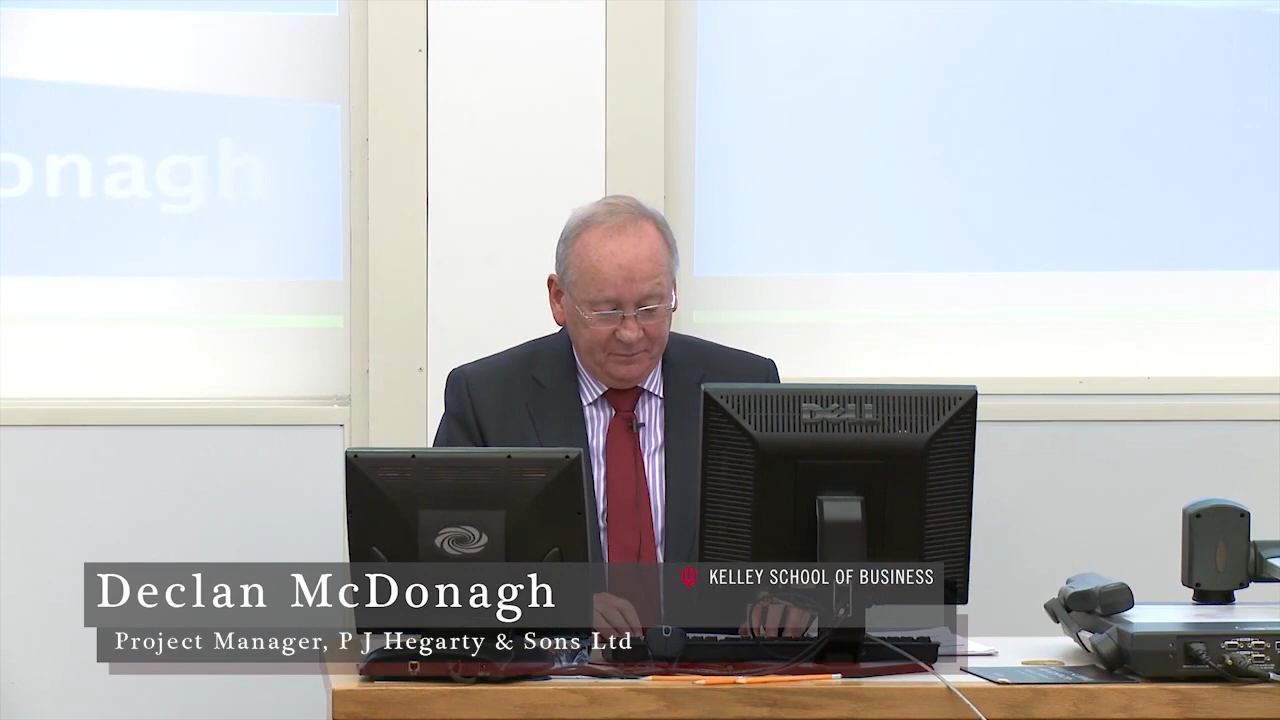 onagh
DELL
Declan McDonagh
KELLEY SCHOOL OF BUSINESS
Project Manager, P J Hegarty & Sons Ltd